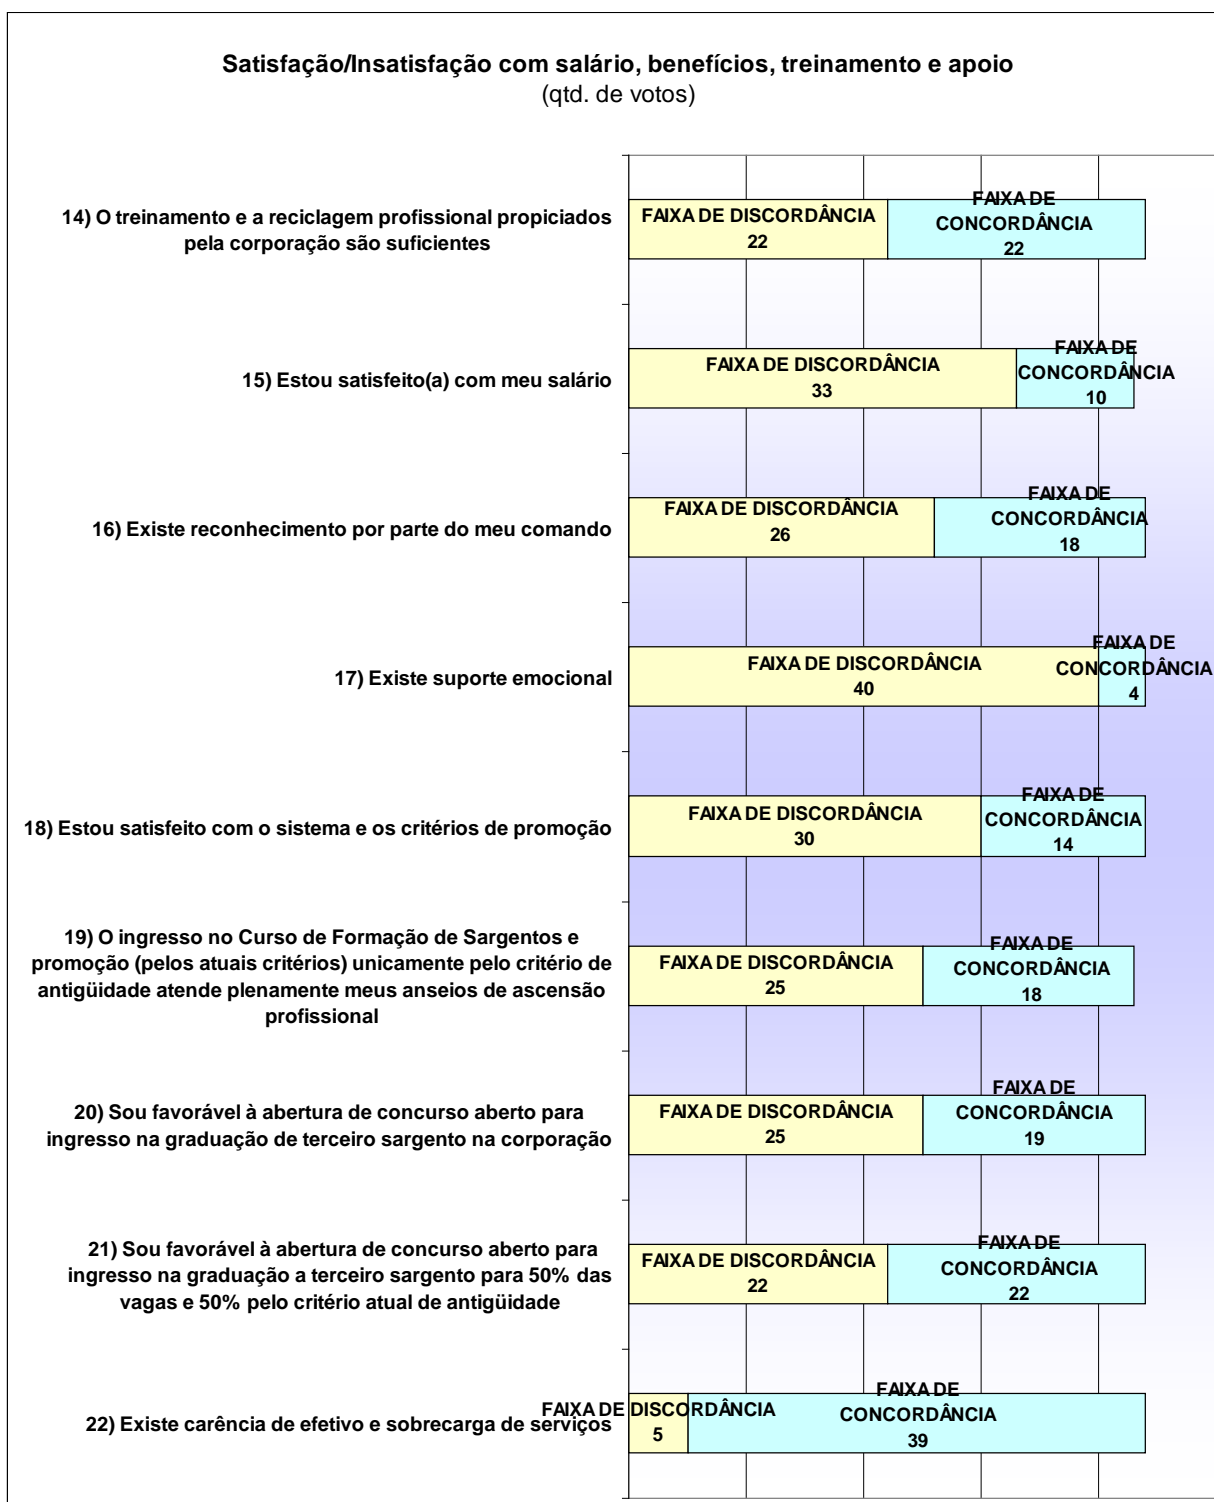 Satisfação/Insatisfação com salário, benefícios, treinamento e apoio
(qtd. de votos)
14) O treinamento e a reciclagem profissional propiciados
pela corporação são suficientes
FAIXA DE DISCORDÂNCIA
22
FAIXA DE
CONCORDÂNCIA
22
15) Estou satisfeito(a) com meu salário
FAIXA DE DISCORDÂNCIA
33
FAIXA DE
CONCORDÂNCIA
10
16) Existe reconhecimento por parte do meu comando
FAIXA DE DISCORDÂNCIA
26
FAIXA DE
CONCORDÂNCIA
18
17) Existe suporte emocional
FAIXA DE DISCORDÂNCIA
40
FAIXA DE
CONCORDÂNCIA
4
18) Estou satisfeito com o sistema e os critérios de promoção
FAIXA DE DISCORDÂNCIA
30
FAIXA DE
CONCORDÂNCIA
14
19) O ingresso no Curso de Formação de Sargentos e
promoção (pelos atuais critérios) unicamente pelo critério de
antigüidade atende plenamente meus anseios de ascensão
profissional
FAIXA DE DISCORDÂNCIA
25
FAIXA DE
CONCORDÂNCIA
18
20) Sou favorável à abertura de concurso aberto para
ingresso na graduação de terceiro sargento na corporação
FAIXA DE DISCORDÂNCIA
25
FAIXA DE
CONCORDÂNCIA
19
21) Sou favorável à abertura de concurso aberto para
ingresso na graduação a terceiro sargento para 50% das
vagas e 50% pelo critério atual de antigüidade
FAIXA DE DISCORDÂNCIA
22
FAIXA DE
CONCORDÂNCIA
22
22) Existe carência de efetivo e sobrecarga de serviços
FAIXA DE DISCORDÂNCIA
5
FAIXA DE
CONCORDÂNCIA
39